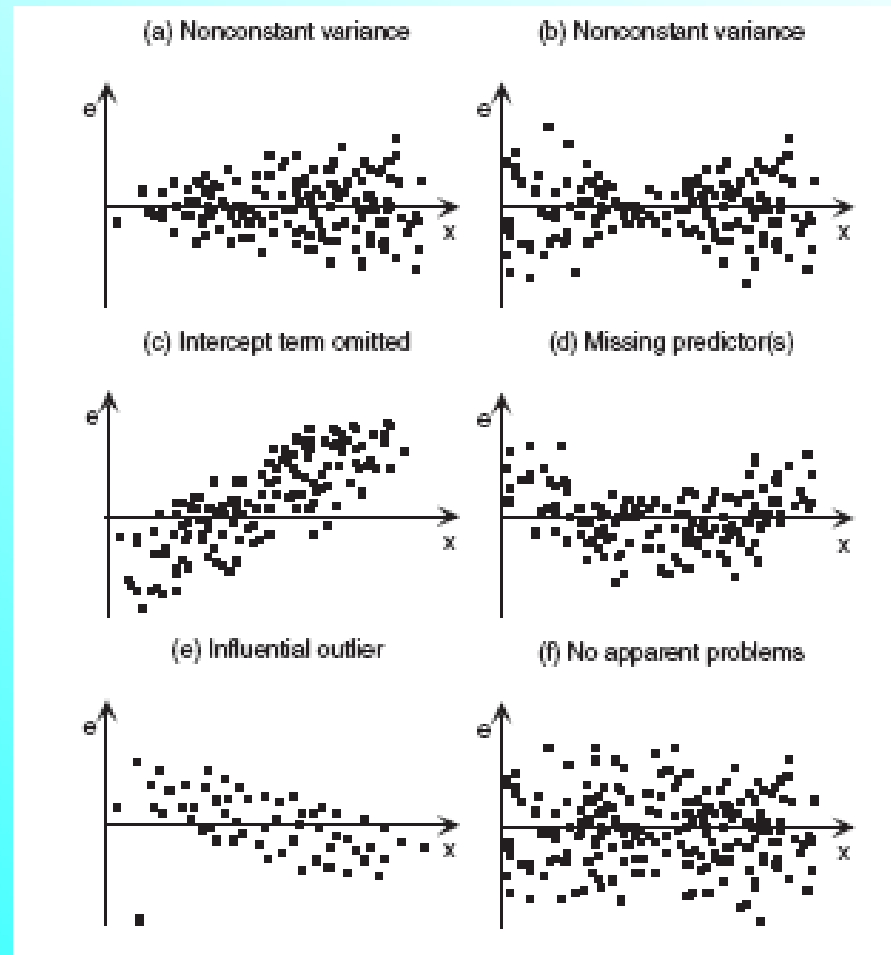 (a) Nonconstant variance
(b) Nonconstant variance
e
x
e
x
(c) Intercept term omitted
(d) Missing predictor(s)
e
x
e
x
(e) Influential outlier
(f) No apparent problems
e
x
e
x